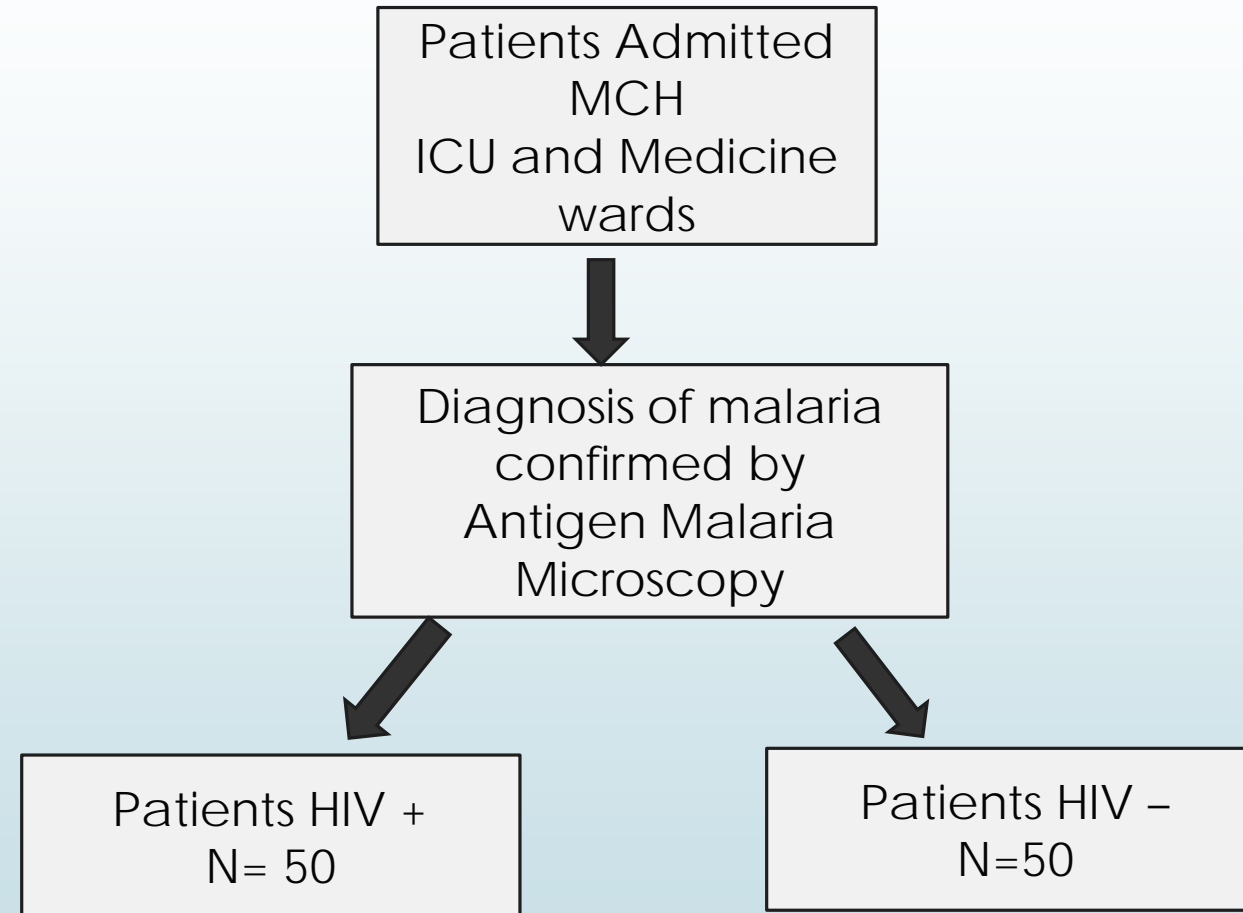 Patients Admitted
MCH
ICU and Medicine
wards
Diagnosis of malaria
confirmed by
Antigen Malaria
Microscopy
Patients HIV +
N= 50
Patients HIV –
N=50